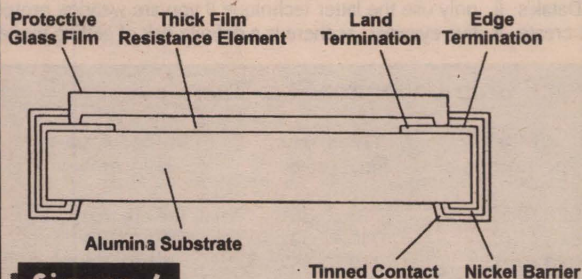 Protective
Glass Film
Thick Film
Resistance Element
Land
Termination
Edge
Termination
Alumina Substrate
Tinned Contact
Nickel Barrier